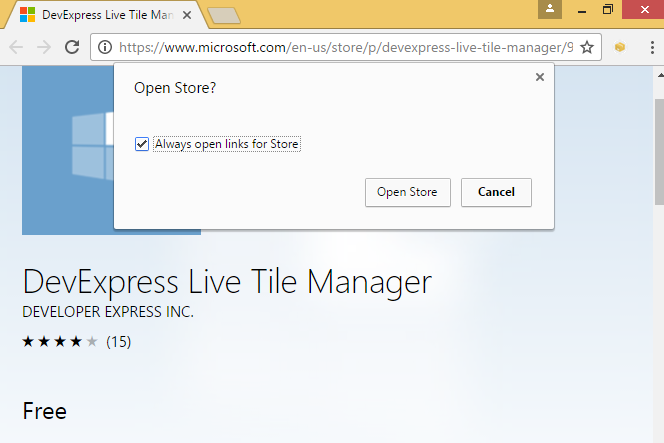 DevExpress Live Tile Man
https://www.microsoft.com/en-us/store/p/devexpress-live-tile-manager/9
Open Store?
Always open links for Store
Open Store
Cancel
DevExpress Live Tile Manager
DEVELOPER EXPRESS INC.
(15)
Free